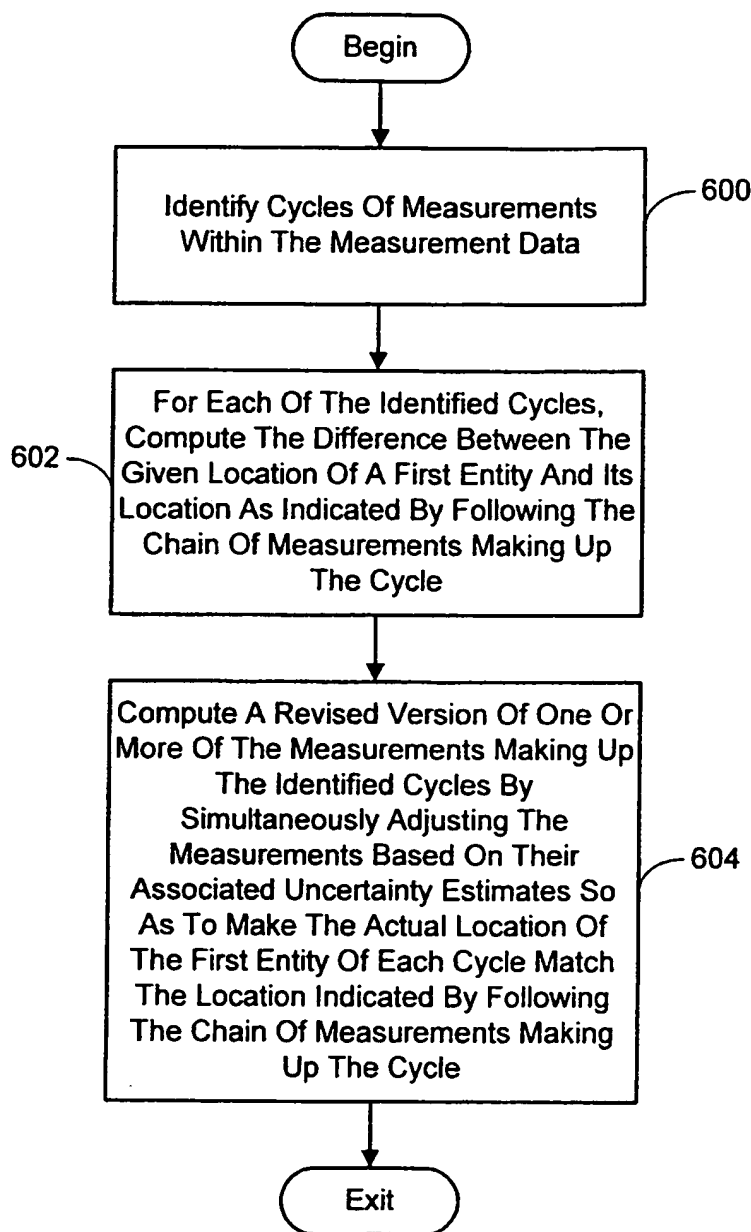 Begin
Identify Cycles Of Measurements
Within The Measurement Data
600
For Each Of The Identified Cycles,
Compute The Difference Between The
Given Location Of A First Entity And Its
Location As Indicated By Following The
Chain Of Measurements Making Up
The Cycle
602
Compute A Revised Version Of One Or
More Of The Measurements Making Up
The Identified Cycles By
Simultaneously Adjusting The
Measurements Based On Their
Associated Uncertainty Estimates So
As To Make The Actual Location Of
The First Entity Of Each Cycle Match
The Location Indicated By Following
The Chain Of Measurements Making
Up The Cycle
604
Exit